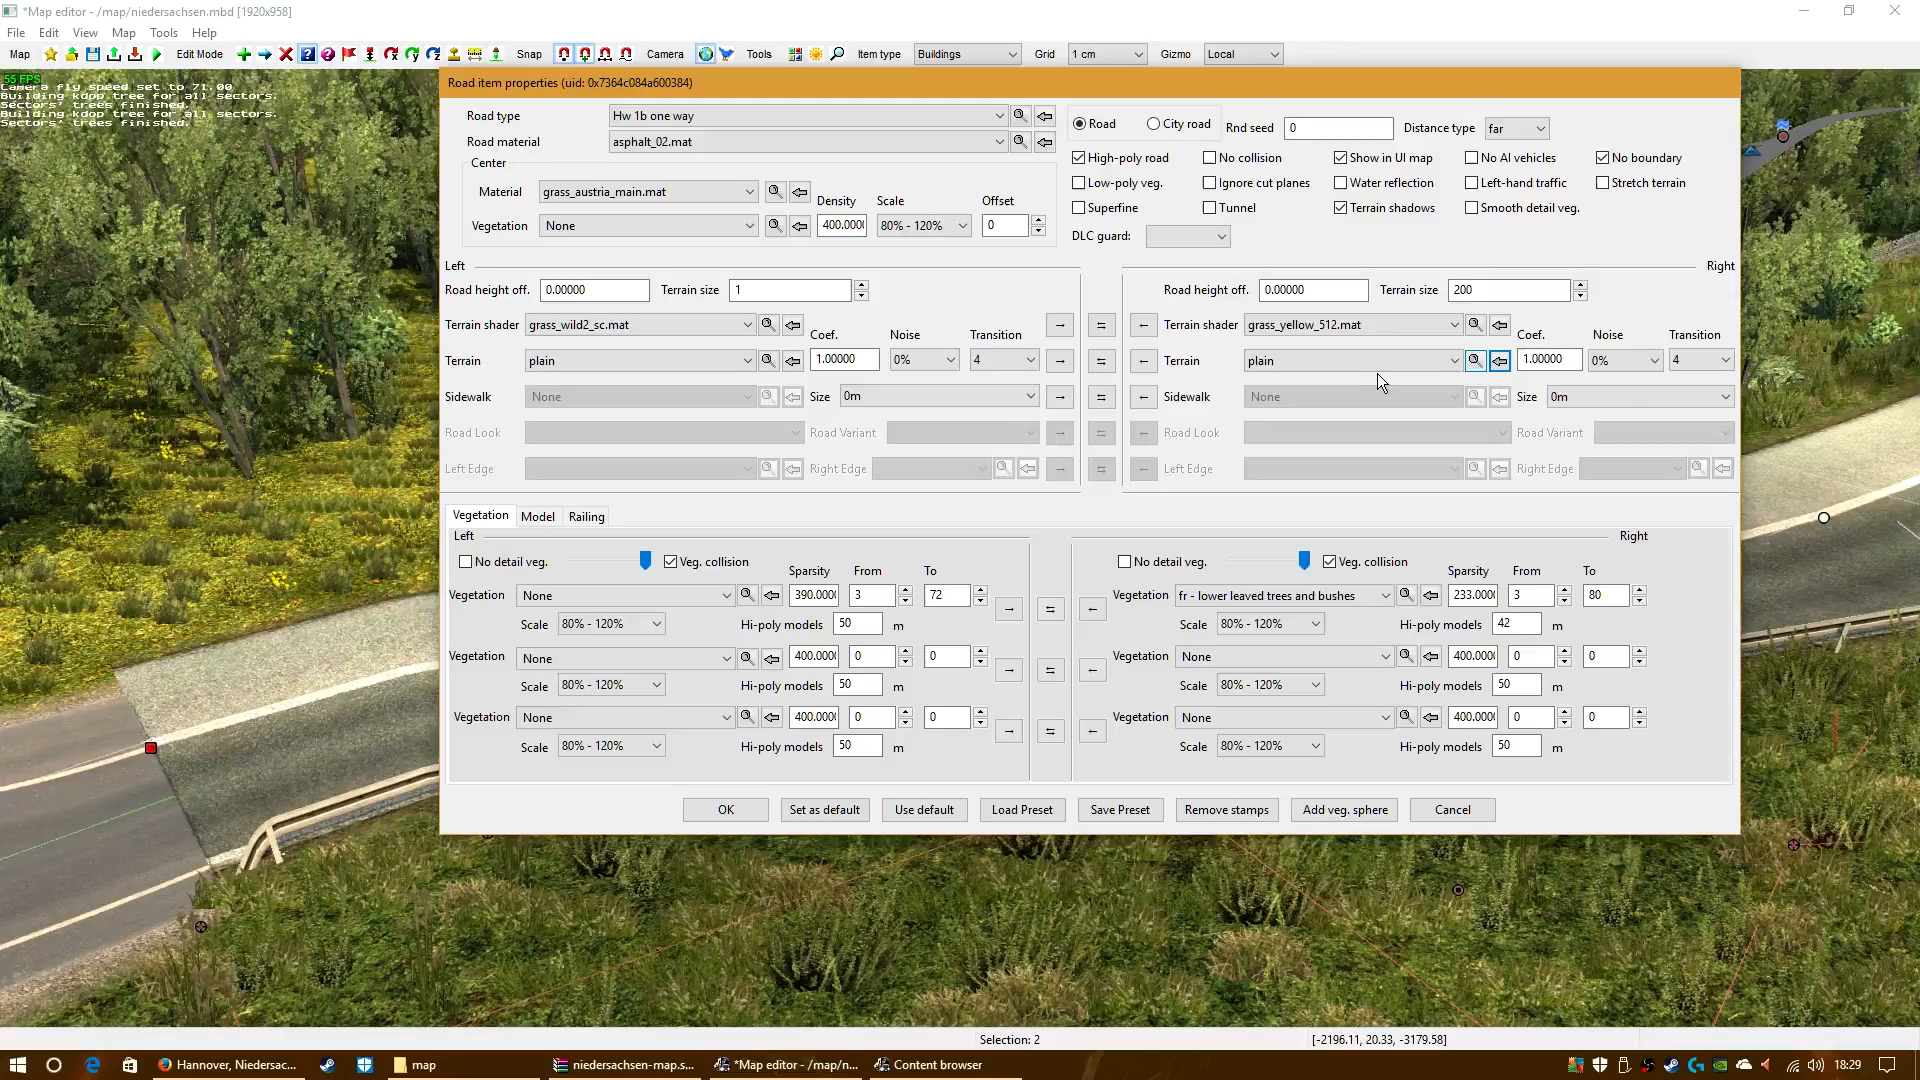 *Map editor - /map/niedersachsen.mbd [1920x958]
File Edit View Map Tools Help
Map Edit Mode Snap Camera Tools Item type Buildings Grid 1 cm Gizmo Local
55 FPS
Camera fly speed set to 71.00
Building kdop tree for all sectors.
Sectors' trees finished.
Building kdop tree for all sectors.
Sectors' trees finished.
Road item properties (uid: 0x7364c084a600384)
Road type Hw 1b one way
Road material asphalt_02.mat
Road City road Rnd seed 0 Distance type far
Center
Material grass_austria_main.mat Density Scale Offset
Vegetation None 400.000 80% - 120% 0
High-poly road No collision Show in UI map No AI vehicles No boundary
Low-poly veg. Ignore cut planes Water reflection Left-hand traffic Stretch terrain
Superfine Tunnel Terrain shadows Smooth detail veg.
DLC guard:
Left
Road height off. 0.00000 Terrain size 1
Terrain shader grass_wild2_sc.mat Coef. Noise Transition
Terrain plain 1.00000 0% 4
Sidewalk None Size 0m
Road Look Road Variant
Left Edge Right Edge
Right
Road height off. 0.00000 Terrain size 200
Terrain shader grass_yellow_512.mat Coef. Noise Transition
Terrain plain 1.00000 0% 4
Sidewalk None Size 0m
Road Look Road Variant
Left Edge Right Edge
Vegetation Model Railing
Left
No detail veg. Veg. collision Sparsity From To
Vegetation None 390.000 3 72
Scale 80% - 120% Hi-poly models 50 m
Vegetation None 400.000 0 0
Scale 80% - 120% Hi-poly models 50 m
Vegetation None 400.000 0 0
Scale 80% - 120% Hi-poly models 50 m
Right
No detail veg. Veg. collision Sparsity From To
Vegetation fr - lower leaved trees and bushes 233.000 3 80
Scale 80% - 120% Hi-poly models 42 m
Vegetation None 400.000 0 0
Scale 80% - 120% Hi-poly models 50 m
Vegetation None 400.000 0 0
Scale 80% - 120% Hi-poly models 50 m
OK Set as default Use default Load Preset Save Preset Remove stamps Add veg. sphere Cancel
Selection: 2 [-2196.11, 20.33, -3179.58]
Hannover, Niedersac... map niedersachsen-map.s... *Map editor - /map/n... Content browser 18:29